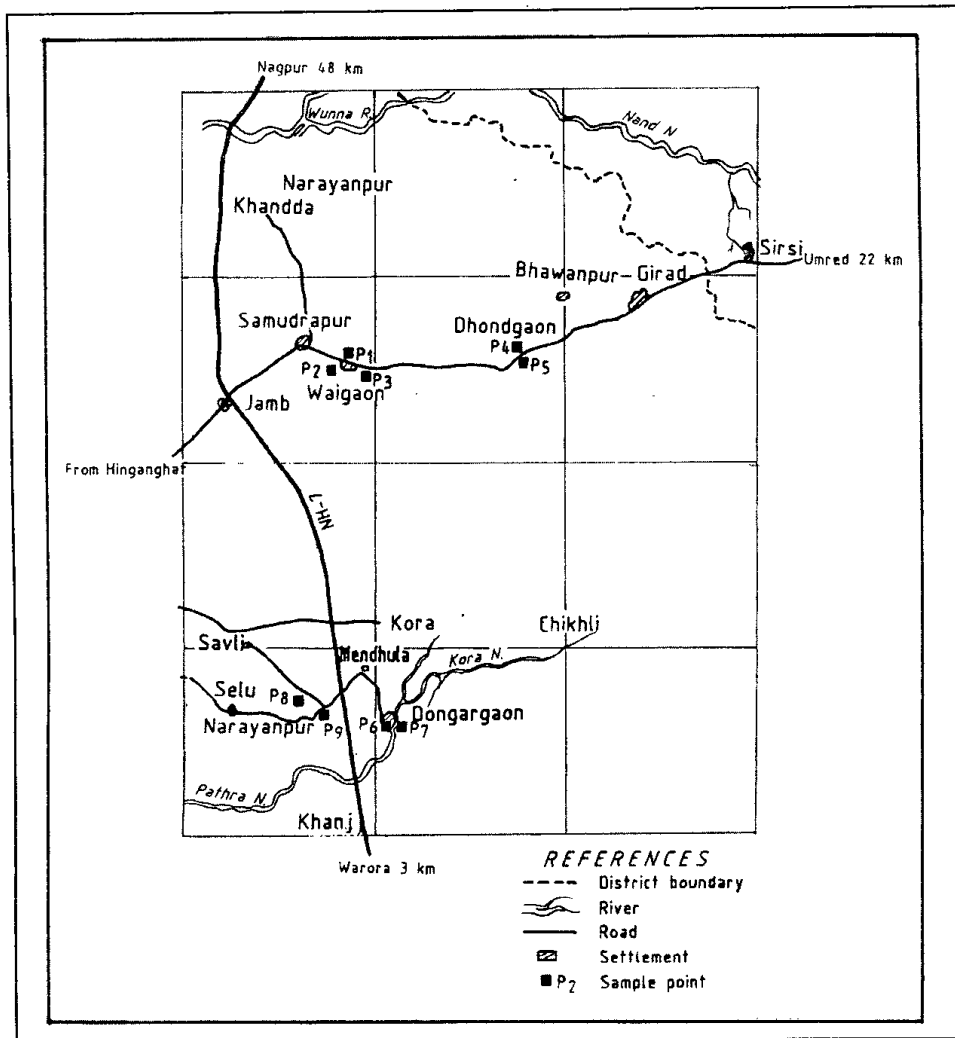 Nagpur 48 km
Wunna R.
Nand N
Narayanpur
Khandda
Sirsi
Umred 22 km
Bhawanpur-Girad
Samudrapur
Dhondgaon
P1
P4
P2
P3
P5
Waigaon
Jamb
From Hinganghat
NH-7
Kora
Chikhli
Savli
Mendhula
Kora N.
Selu
P8
Dongargaon
Narayanpur
P9
P6
P7
Pathra N.
Khanj
Warora 3 km
REFERENCES
District boundary
River
Road
Settlement
P2 Sample point